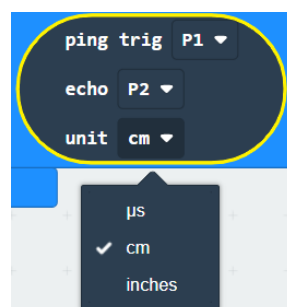 ping trig P1
echo P2
unit cm
µs
cm
inches